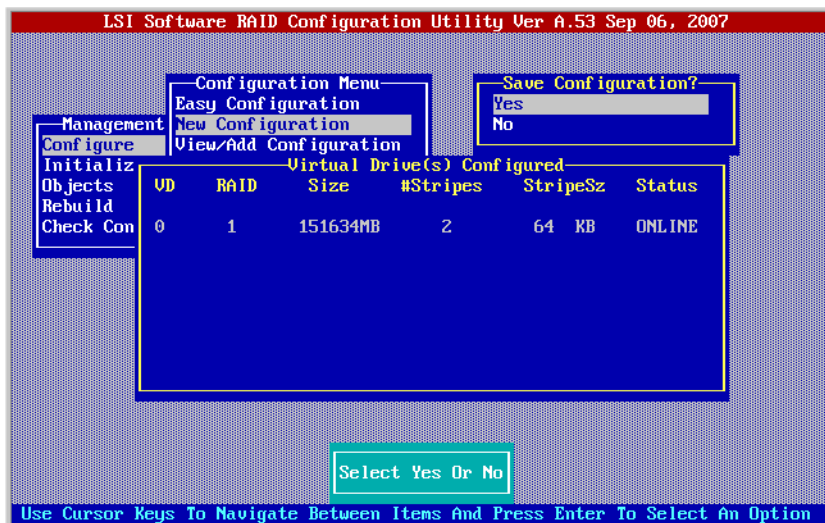 LSI Software RAID Configuration Utility Ver A.53 Sep 06, 2007
Configuration Menu
Easy Configuration
New Configuration
View/Add Configuration
Save Configuration?
Yes
No
Management
Configure
Initializ
Objects
Rebuild
Check Con
Virtual Drive(s) Configured
VD RAID Size #Stripes StripeSz Status
0 1 151634MB 2 64 KB ONLINE
Select Yes Or No
Use Cursor Keys To Navigate Between Items And Press Enter To Select An Option